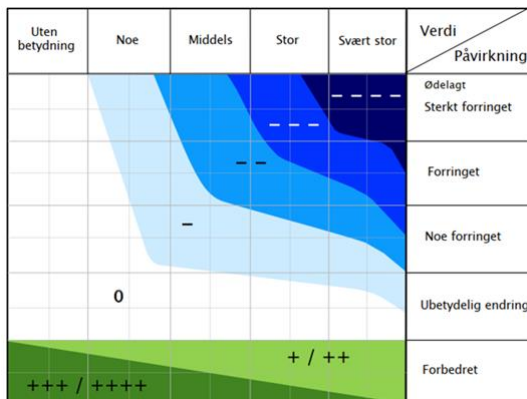 Uten
betydning
Noe
Middels
Stor
Svært stor
Verdi
Påvirkning
Ødelagt
Sterkt forringet
– – – –
– – –
– –
Forringet
–
Noe forringet
0
Ubetydelig endring
+ / ++
Forbedret
+++ / ++++